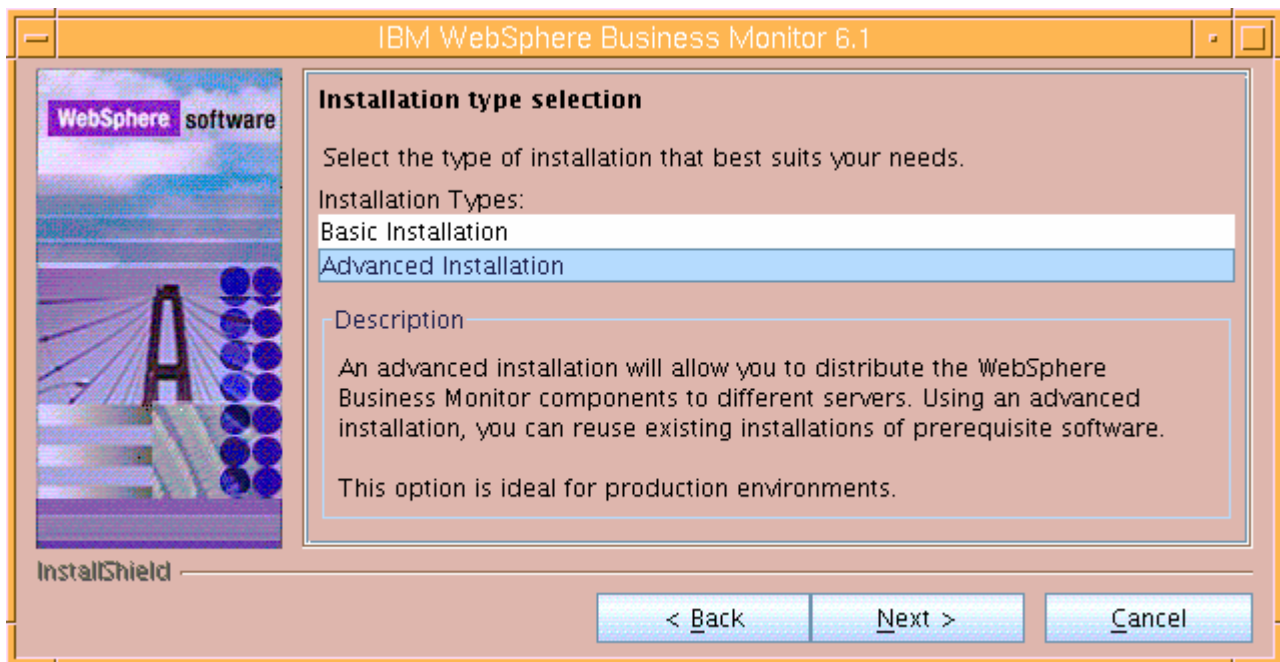 IBM WebSphere Business Monitor 6.1
WebSphere software
Installation type selection
Select the type of installation that best suits your needs.
Installation Types:
Basic Installation
Advanced Installation
Description
An advanced installation will allow you to distribute the WebSphere
Business Monitor components to different servers. Using an advanced
installation, you can reuse existing installations of prerequisite software.
This option is ideal for production environments.
InstallShield
< Back
Next >
Cancel